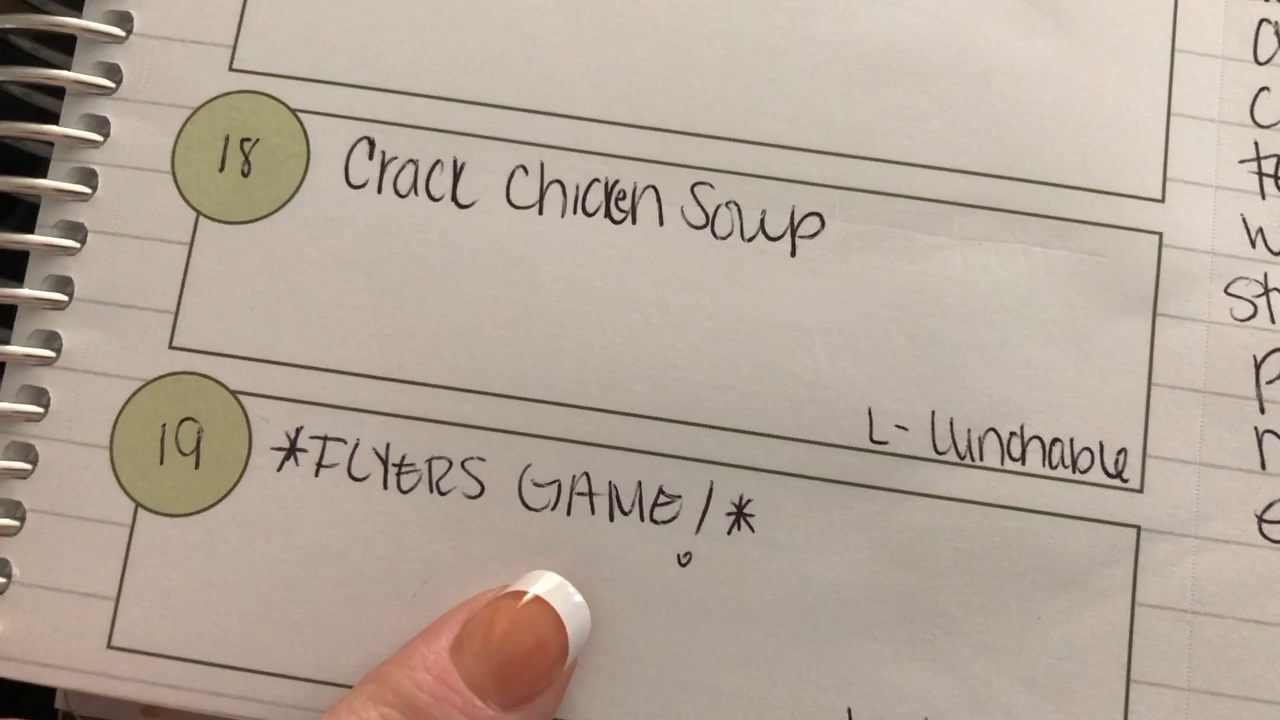 18
Crack Chicken Soup
L- Lunchable
19
*FLYERS GAME!*